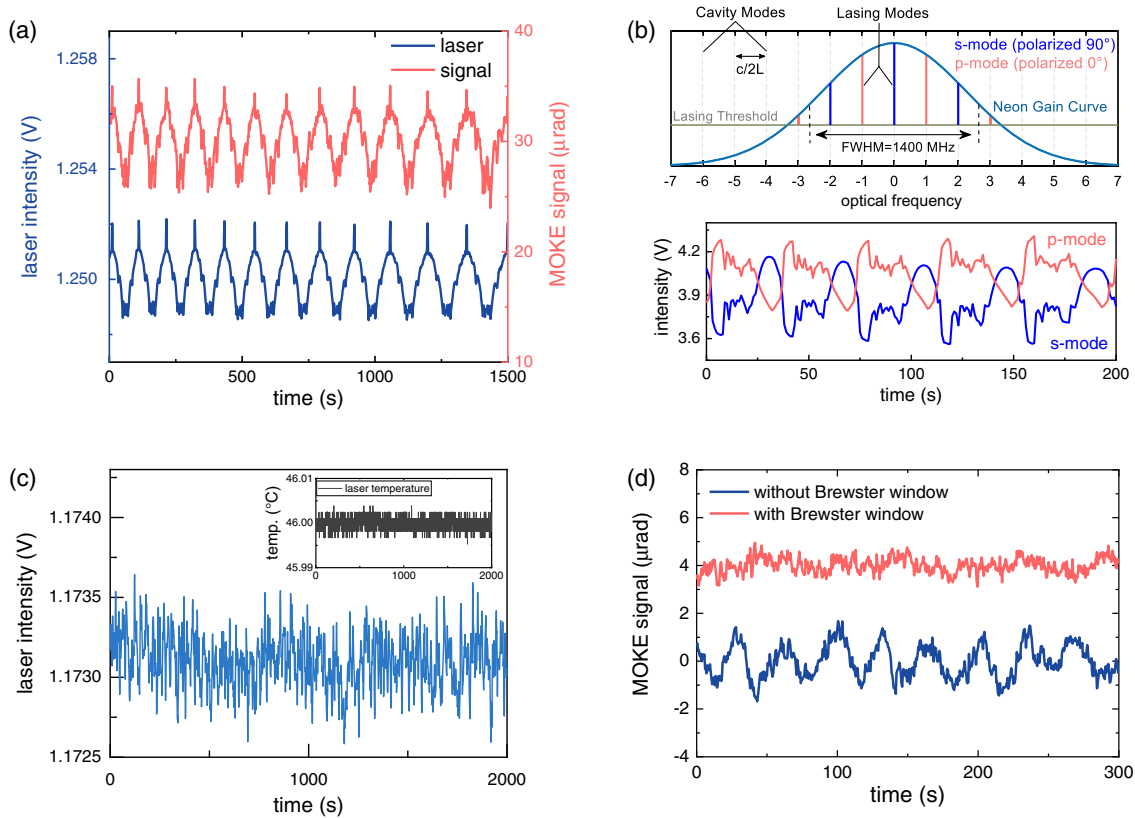 (a)
laser
signal
laser intensity (V)
1.258
1.254
1.250
MOKE signal (μrad)
40
30
20
10
0
500
1000
1500
time (s)
(b)
Cavity Modes
Lasing Modes
s-mode (polarized 90°)
p-mode (polarized 0°)
c/2L
Lasing Threshold
Neon Gain Curve
FWHM=1400 MHz
-7 -6 -5 -4 -3 -2 -1 0 1 2 3 4 5 6 7
optical frequency
intensity (V)
4.2
3.9
3.6
p-mode
s-mode
0 50 100 150 200
time (s)
(c)
laser intensity (V)
1.1740
1.1735
1.1730
1.1725
laser temperature
temp. (°C)
46.01
46.00
45.99
0 1000 2000
0 1000 2000
time (s)
(d)
MOKE signal (μrad)
8
6
4
2
0
-2
-4
without Brewster window
with Brewster window
0 100 200 300
time (s)